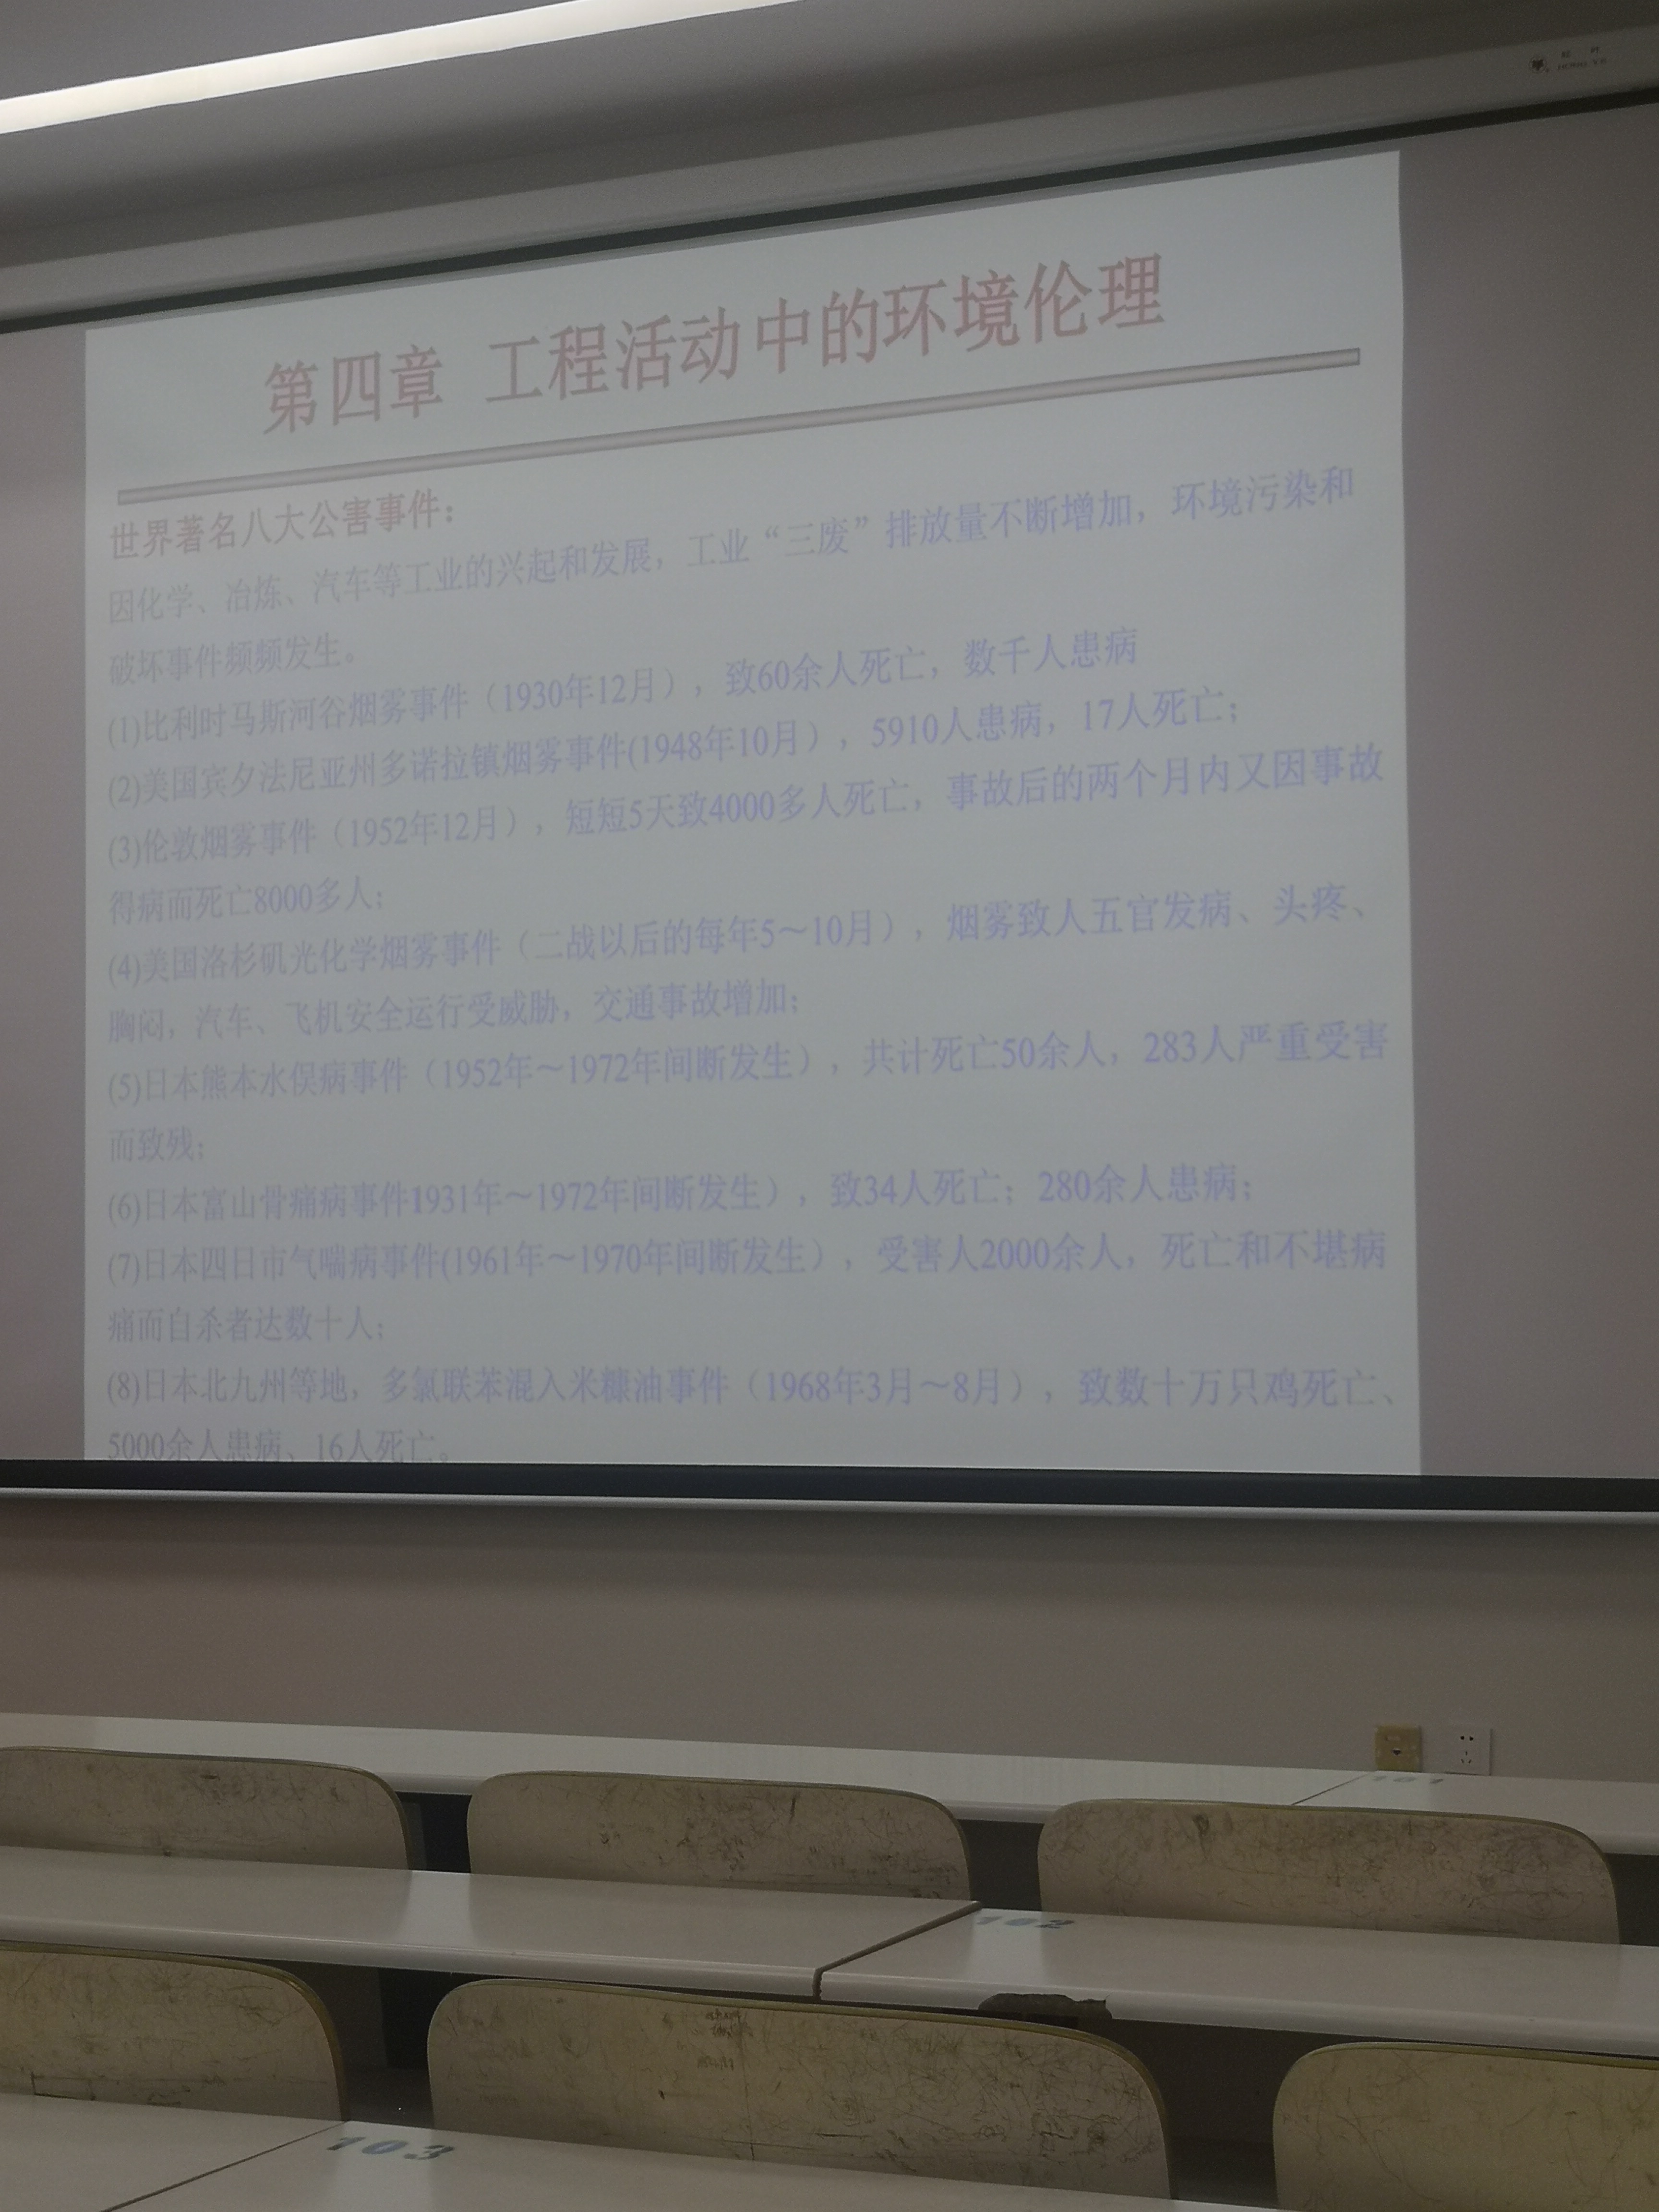 第四章 工程活动中的环境伦理
世界著名八大公害事件：
因化学、冶炼、汽车等工业的兴起和发展，工业“三废”排放量不断增加，环境污染和
破坏事件频频发生。
(1)比利时马斯河谷烟雾事件（1930年12月），致60余人死亡，数千人患病
(2)美国宾夕法尼亚州多诺拉镇烟雾事件(1948年10月），5910人患病，17人死亡；
(3)伦敦烟雾事件（1952年12月），短短5天致4000多人死亡，事故后的两个月内又因事故
得病而死亡8000多人；
(4)美国洛杉矶光化学烟雾事件（二战以后的每年5～10月），烟雾致人五官发病、头疼、
胸闷，汽车、飞机安全运行受威胁，交通事故增加；
(5)日本熊本水俣病事件（1952年～1972年间断发生），共计死亡50余人，283人严重受害
而致残；
(6)日本富山骨痛病事件1931年～1972年间断发生），致34人死亡；280余人患病；
(7)日本四日市气喘病事件(1961年～1970年间断发生），受害人2000余人，死亡和不堪病
痛而自杀者达数十人；
(8)日本北九州等地，多氯联苯混入米糠油事件（1968年3月～8月），致数十万只鸡死亡、
5000余人患病、16人死亡。
101
102
103